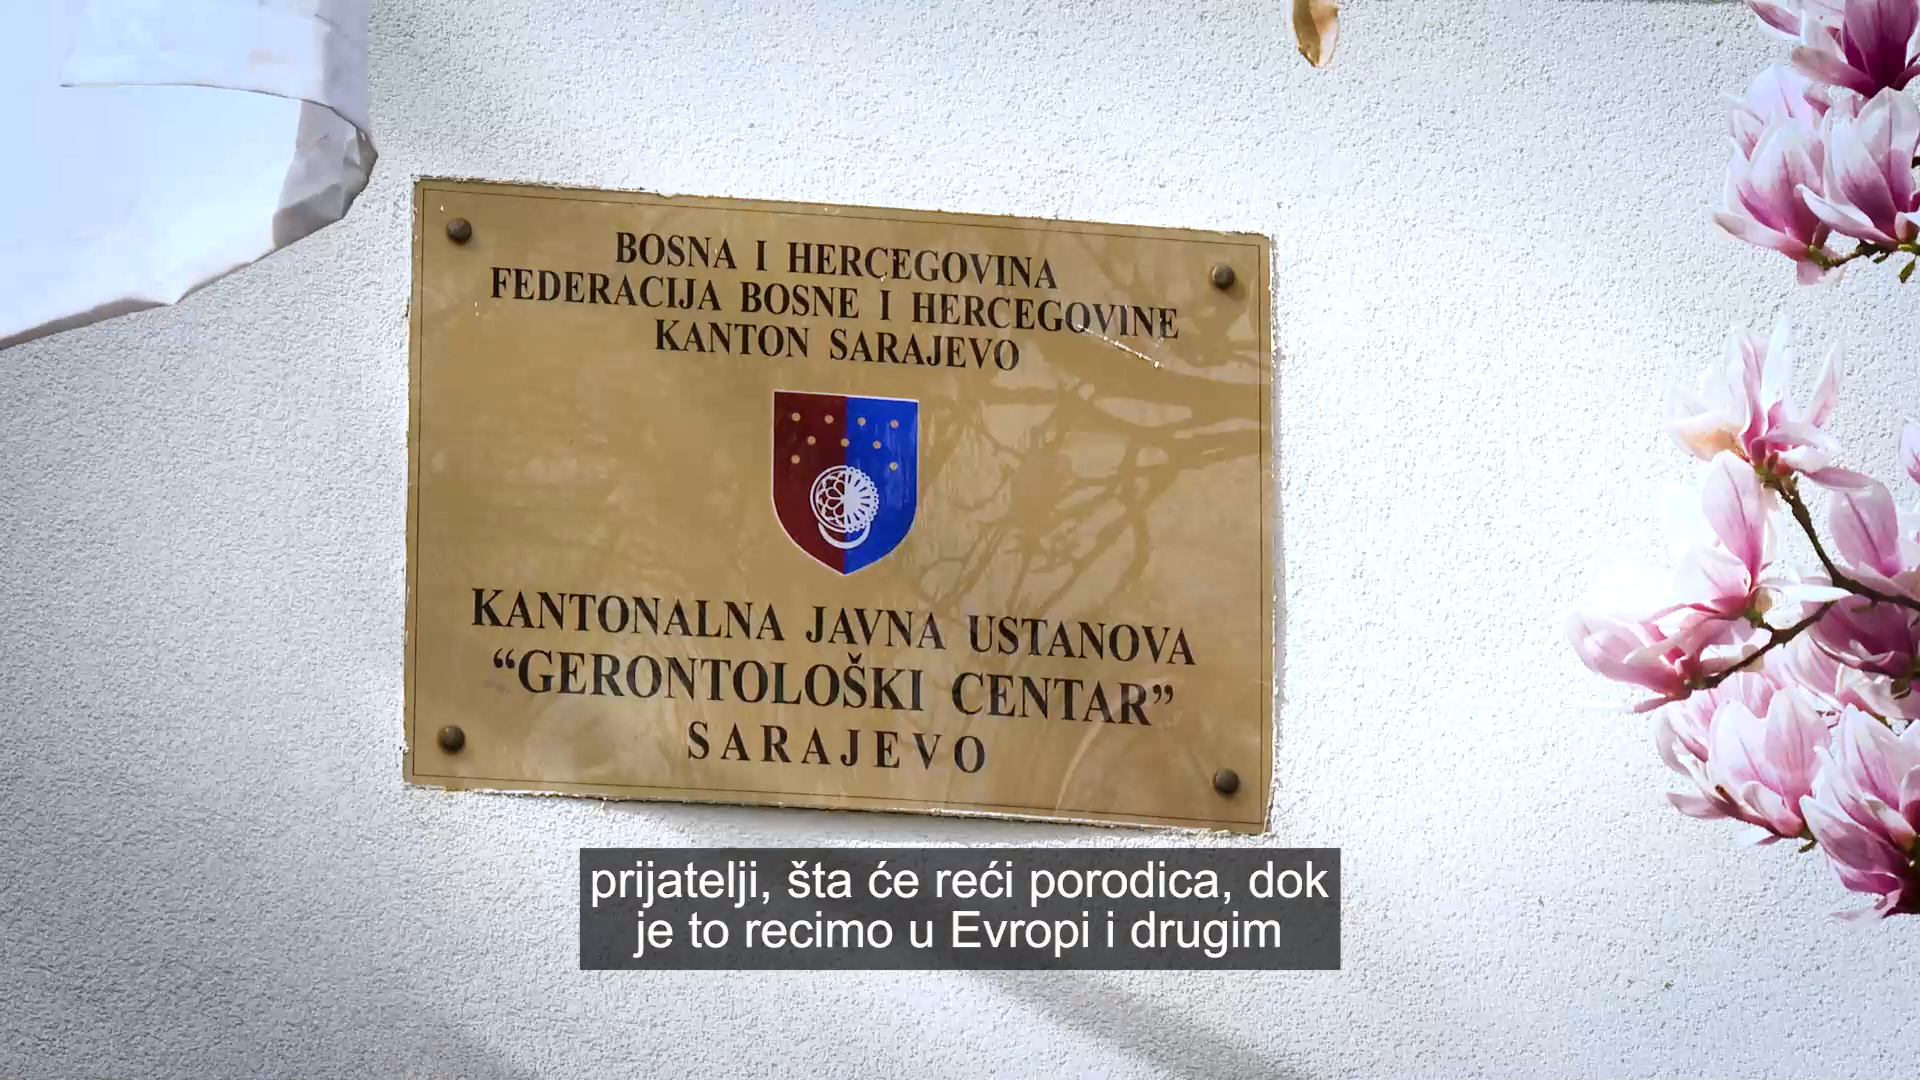 BOSNA I HERCEGOVINA
FEDERACIJA BOSNE I HERCEGOVINE
KANTON SARAJEVO
KANTONALNA JAVNA USTANOVA
“GERONTOLOŠKI CENTAR”
SARAJEVO
prijatelji, šta će reći porodica, dok
je to recimo u Evropi i drugim